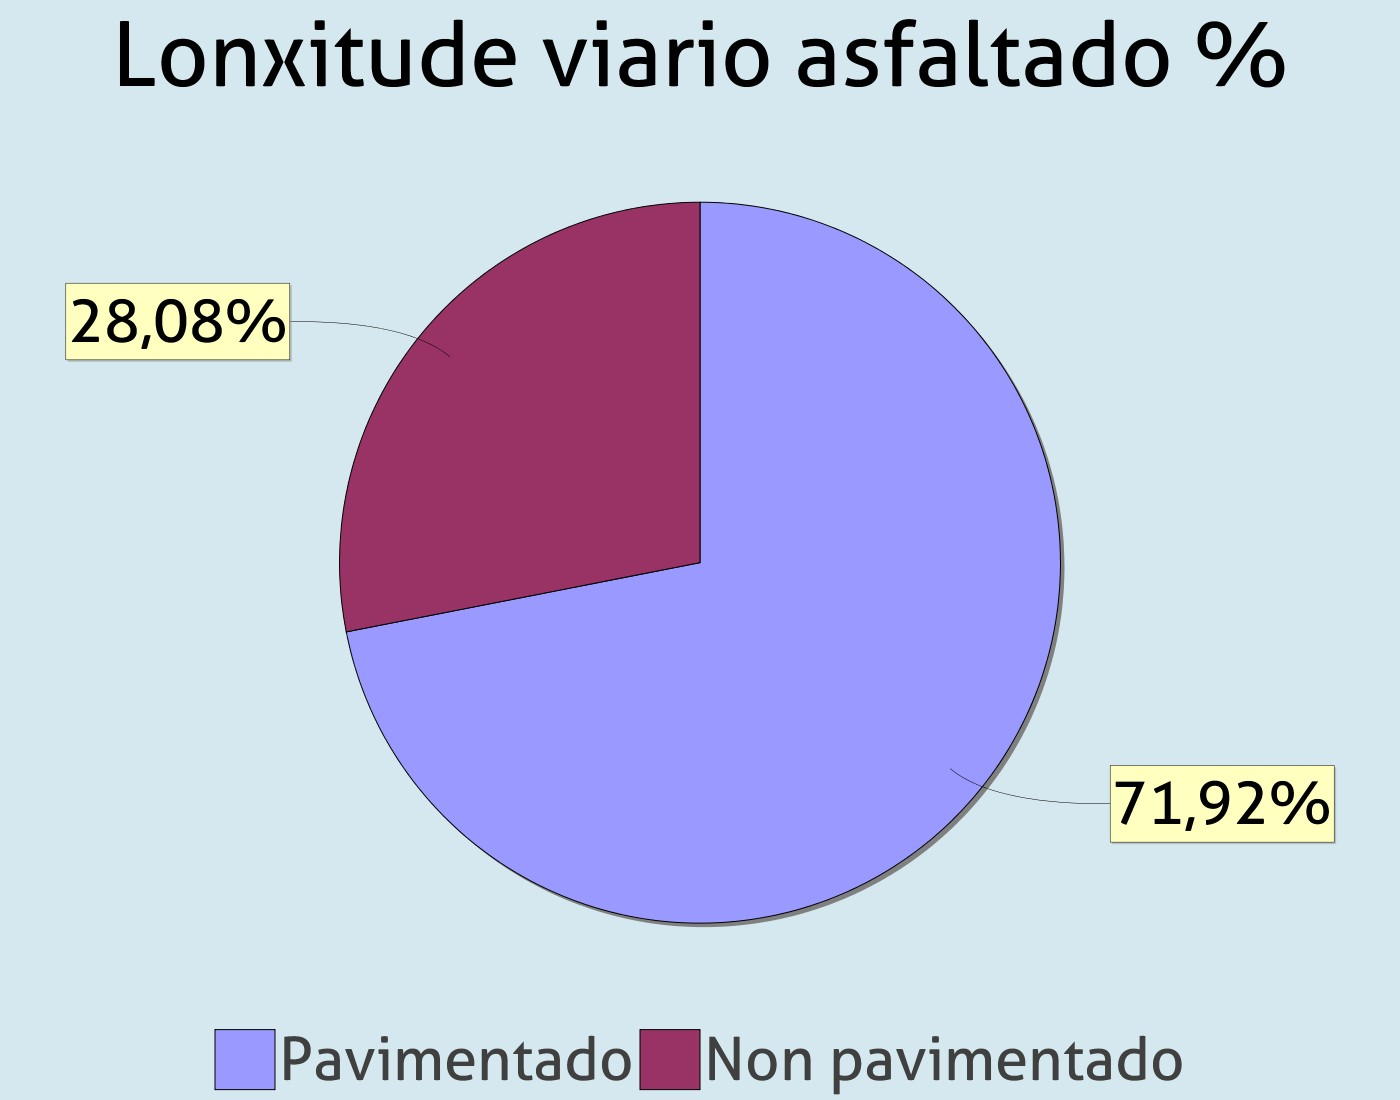 Lonxitude viario asfaltado %
28,08%
71,92%
Pavimentado
Non pavimentado